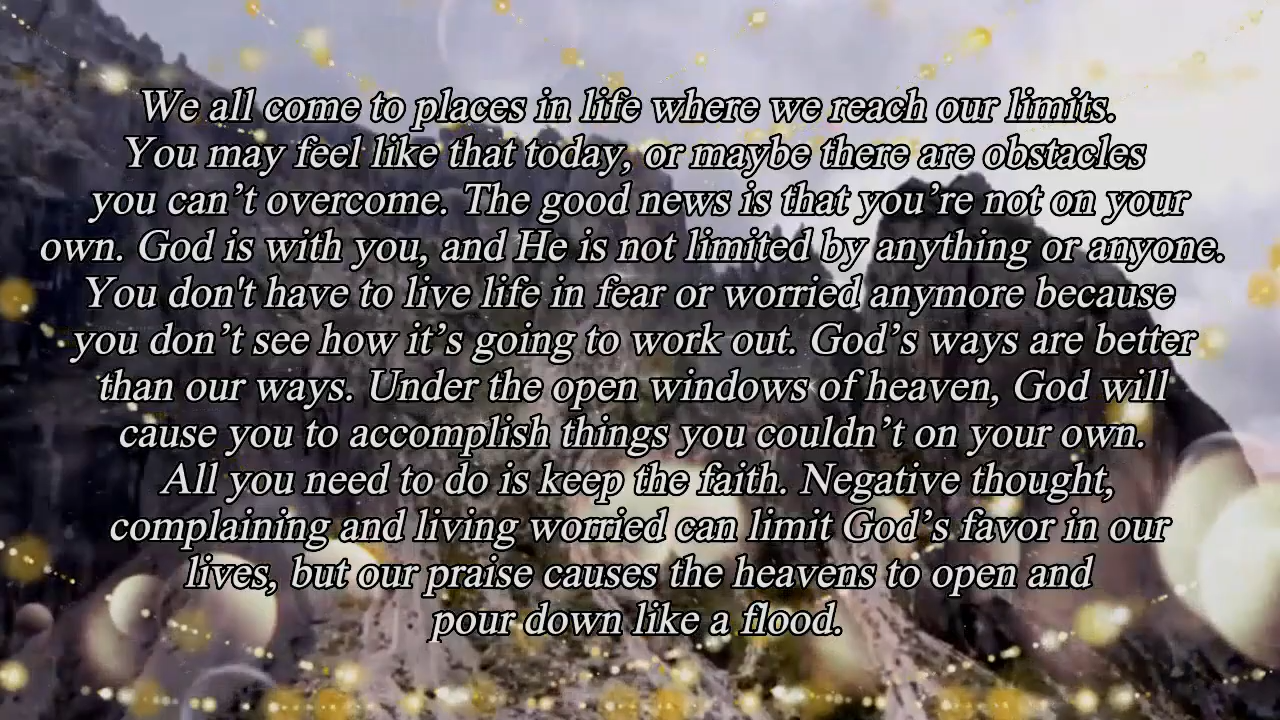 We all come to places in life where we reach our limits.
You may feel like that today, or maybe there are obstacles
you can’t overcome. The good news is that you’re not on your
own. God is with you, and He is not limited by anything or anyone.
You don't have to live life in fear or worried anymore because
you don’t see how it’s going to work out. God’s ways are better
than our ways. Under the open windows of heaven, God will
cause you to accomplish things you couldn’t on your own.
All you need to do is keep the faith. Negative thought,
complaining and living worried can limit God’s favor in our
lives, but our praise causes the heavens to open and
pour down like a flood.